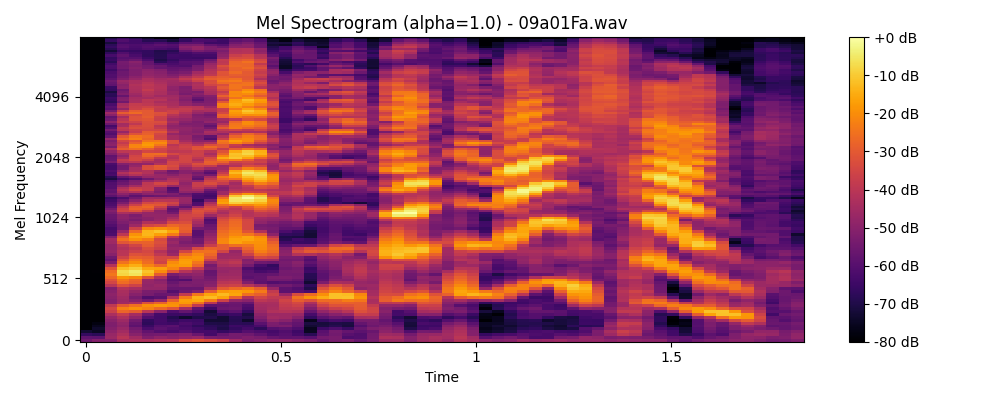 Mel Spectrogram (alpha=1.0) - 09a01Fa.wav
Mel Frequency
4096
2048
1024
512
0
0
0.5
1
1.5
Time
+0 dB
-10 dB
-20 dB
-30 dB
-40 dB
-50 dB
-60 dB
-70 dB
-80 dB